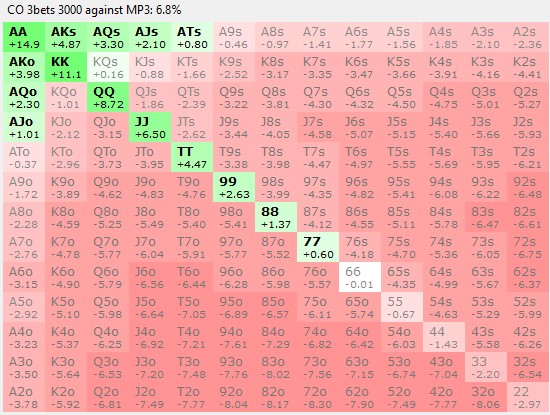 CO 3bets 3000 against MP3: 6.8%
AA AKs AQs AJs ATs A9s A8s A7s A6s A5s A4s A3s A2s
+14.9 +4.87 +3.30 +2.10 +0.80 -0.46 -0.97 -1.41 -1.77 -1.56 -1.85 -2.10 -2.36
AKo KK KQs KJs KTs K9s K8s K7s K6s K5s K4s K3s K2s
+3.98 +11.1 +0.16 -0.88 -1.66 -2.52 -3.17 -3.35 -3.47 -3.66 -3.91 -4.16 -4.41
AQo KQo QQ QJs QTs Q9s Q8s Q7s Q6s Q5s Q4s Q3s Q2s
+2.30 -1.01 +8.72 -1.86 -2.39 -3.22 -3.81 -4.30 -4.32 -4.50 -4.75 -5.01 -5.27
AJo KJo QJo JJ JTs J9s J8s J7s J6s J5s J4s J3s J2s
+1.01 -2.12 -3.15 +6.50 -2.62 -3.44 -4.05 -4.58 -5.07 -5.15 -5.40 -5.66 -5.93
ATo KTo QTo JTo TT T9s T8s T7s T6s T5s T4s T3s T2s
-0.37 -2.96 -3.73 -3.95 +4.47 -3.38 -3.98 -4.47 -4.97 -5.55 -5.69 -5.95 -6.21
A9o K9o Q9o J9o T9o 99 98s 97s 96s 95s 94s 93s 92s
-1.72 -3.89 -4.62 -4.83 -4.76 +2.63 -3.99 -4.35 -4.82 -5.41 -6.08 -6.22 -6.48
A8o K8o Q8o J8o T8o 98o 88 87s 86s 85s 84s 83s 82s
-2.28 -4.59 -5.25 -5.49 -5.40 -5.41 +1.37 -4.12 -4.55 -5.11 -5.78 -6.47 -6.61
A7o K7o Q7o J7o T7o 97o 87o 77 76s 75s 74s 73s 72s
-2.76 -4.78 -5.77 -6.04 -5.91 -5.77 -5.52 +0.60 -4.18 -4.70 -5.36 -6.05 -6.75
A6o K6o Q6o J6o T6o 96o 86o 76o 66 65s 64s 63s 62s
-3.15 -4.90 -5.79 -6.56 -6.44 -6.28 -5.98 -5.57 -0.01 -4.35 -4.99 -5.67 -6.37
A5o K5o Q5o J5o T5o 95o 85o 75o 65o 55 54s 53s 52s
-2.92 -5.10 -5.98 -6.64 -7.05 -6.89 -6.57 -6.11 -5.74 -0.67 -4.63 -5.29 -5.99
A4o K4o Q4o J4o T4o 94o 84o 74o 64o 54o 44 43s 42s
-3.23 -5.37 -6.25 -6.92 -7.21 -7.61 -7.29 -6.82 -6.42 -6.03 -1.43 -5.58 -6.26
A3o K3o Q3o J3o T3o 93o 83o 73o 63o 53o 43o 33 32s
-3.50 -5.64 -6.53 -7.20 -7.48 -7.76 -8.02 -7.56 -7.15 -6.74 -7.04 -2.20 -6.54
A2o K2o Q2o J2o T2o 92o 82o 72o 62o 52o 42o 32o 22
-3.78 -5.92 -6.81 -7.49 -7.77 -8.04 -8.17 -8.30 -7.90 -7.49 -7.77 -8.06 -2.97